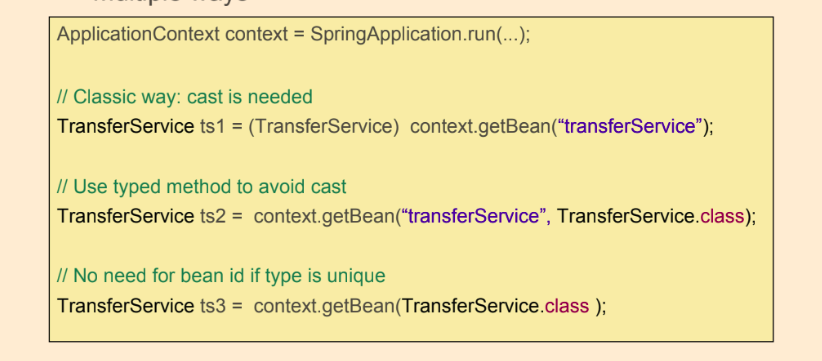 multiple ways
ApplicationContext context = SpringApplication.run(...);
// Classic way: cast is needed
TransferService ts1 = (TransferService)  context.getBean(“transferService”);
// Use typed method to avoid cast
TransferService ts2 =  context.getBean(“transferService”, TransferService.class);
// No need for bean id if type is unique
TransferService ts3 =  context.getBean(TransferService.class );